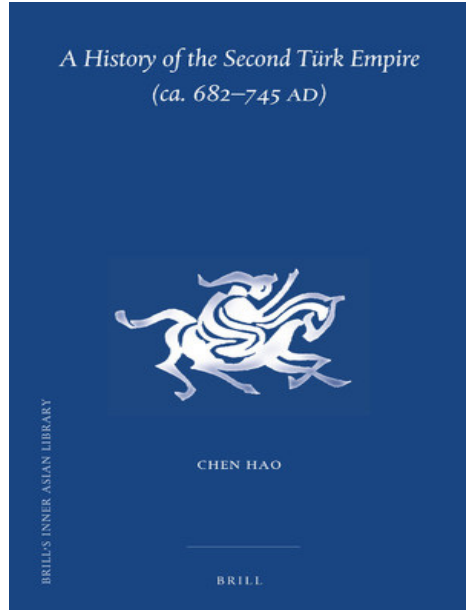 A History of the Second Türk Empire
(ca. 682–745 AD)
CHEN HAO
BRILL'S INNER ASIAN LIBRARY
BRILL